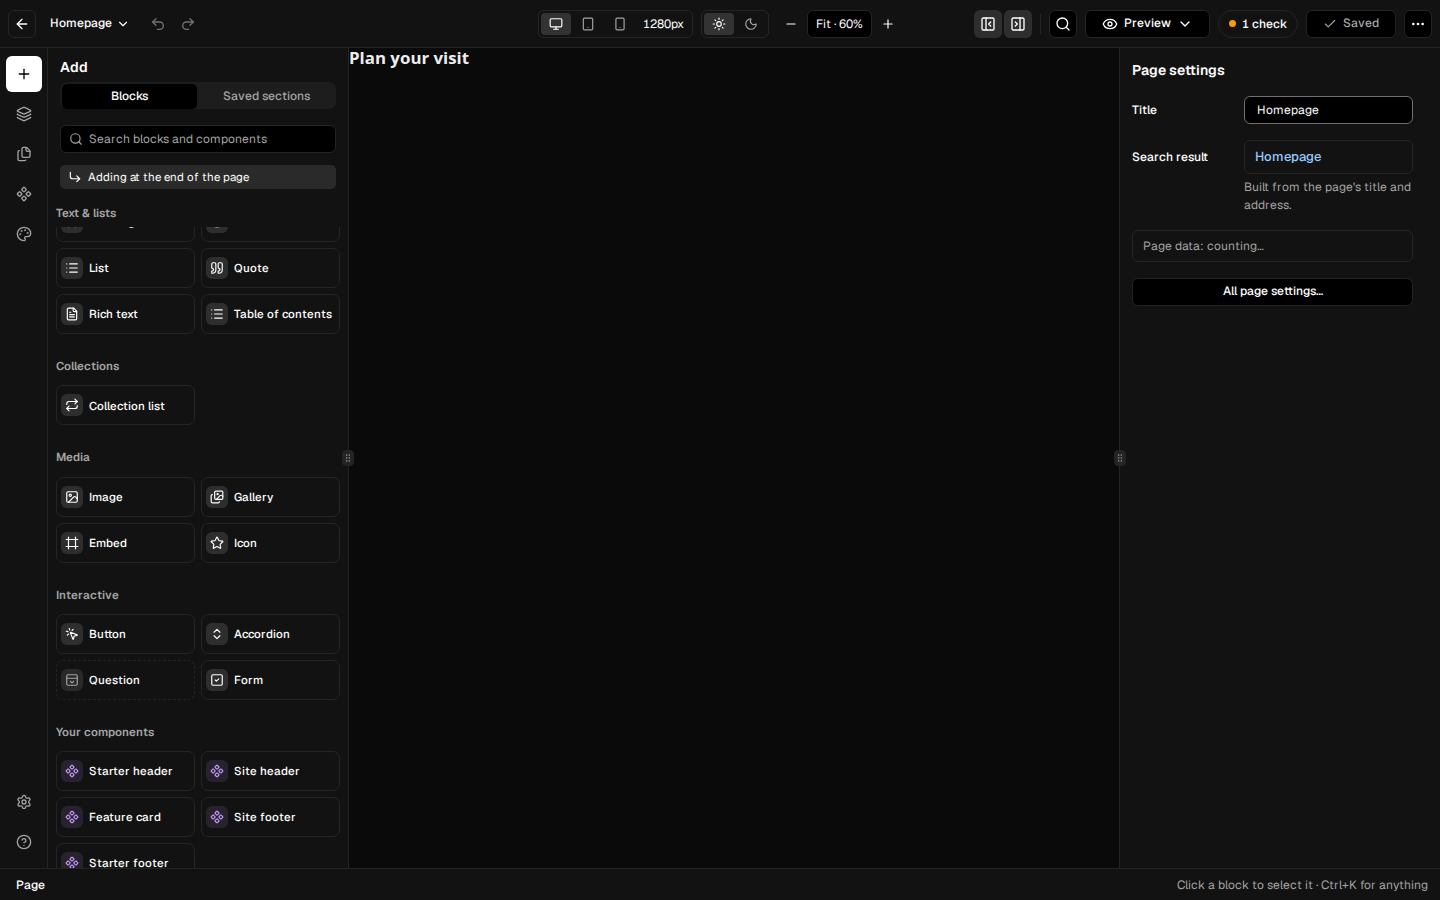 Homepage
1280px
Fit · 60%
Preview
1 check
Saved
Add
Blocks
Saved sections
Search blocks and components
Adding at the end of the page
Text & lists
List
Quote
Rich text
Table of contents
Collections
Collection list
Media
Image
Gallery
Embed
Icon
Interactive
Button
Accordion
Question
Form
Your components
Starter header
Site header
Feature card
Site footer
Starter footer
Plan your visit
Page settings
Title
Homepage
Search result
Homepage
Built from the page's title and
address.
Page data: counting…
All page settings…
Page
Click a block to select it · Ctrl+K for anything